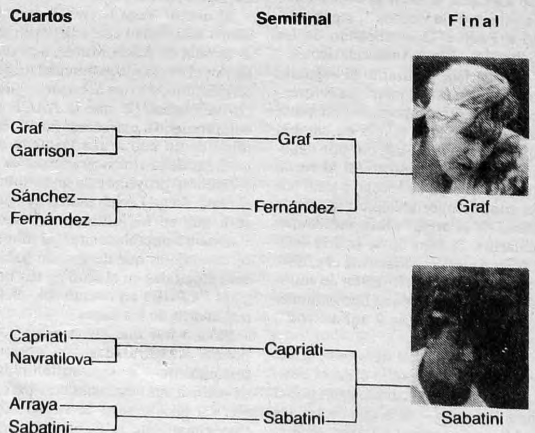 Cuartos Semifinal Final
Graf
Garrison
Graf
Sánchez
Fernández
Fernández
Graf
Capriati
Navratilova
Capriati
Arraya
Sabatini
Sabatini
Sabatini